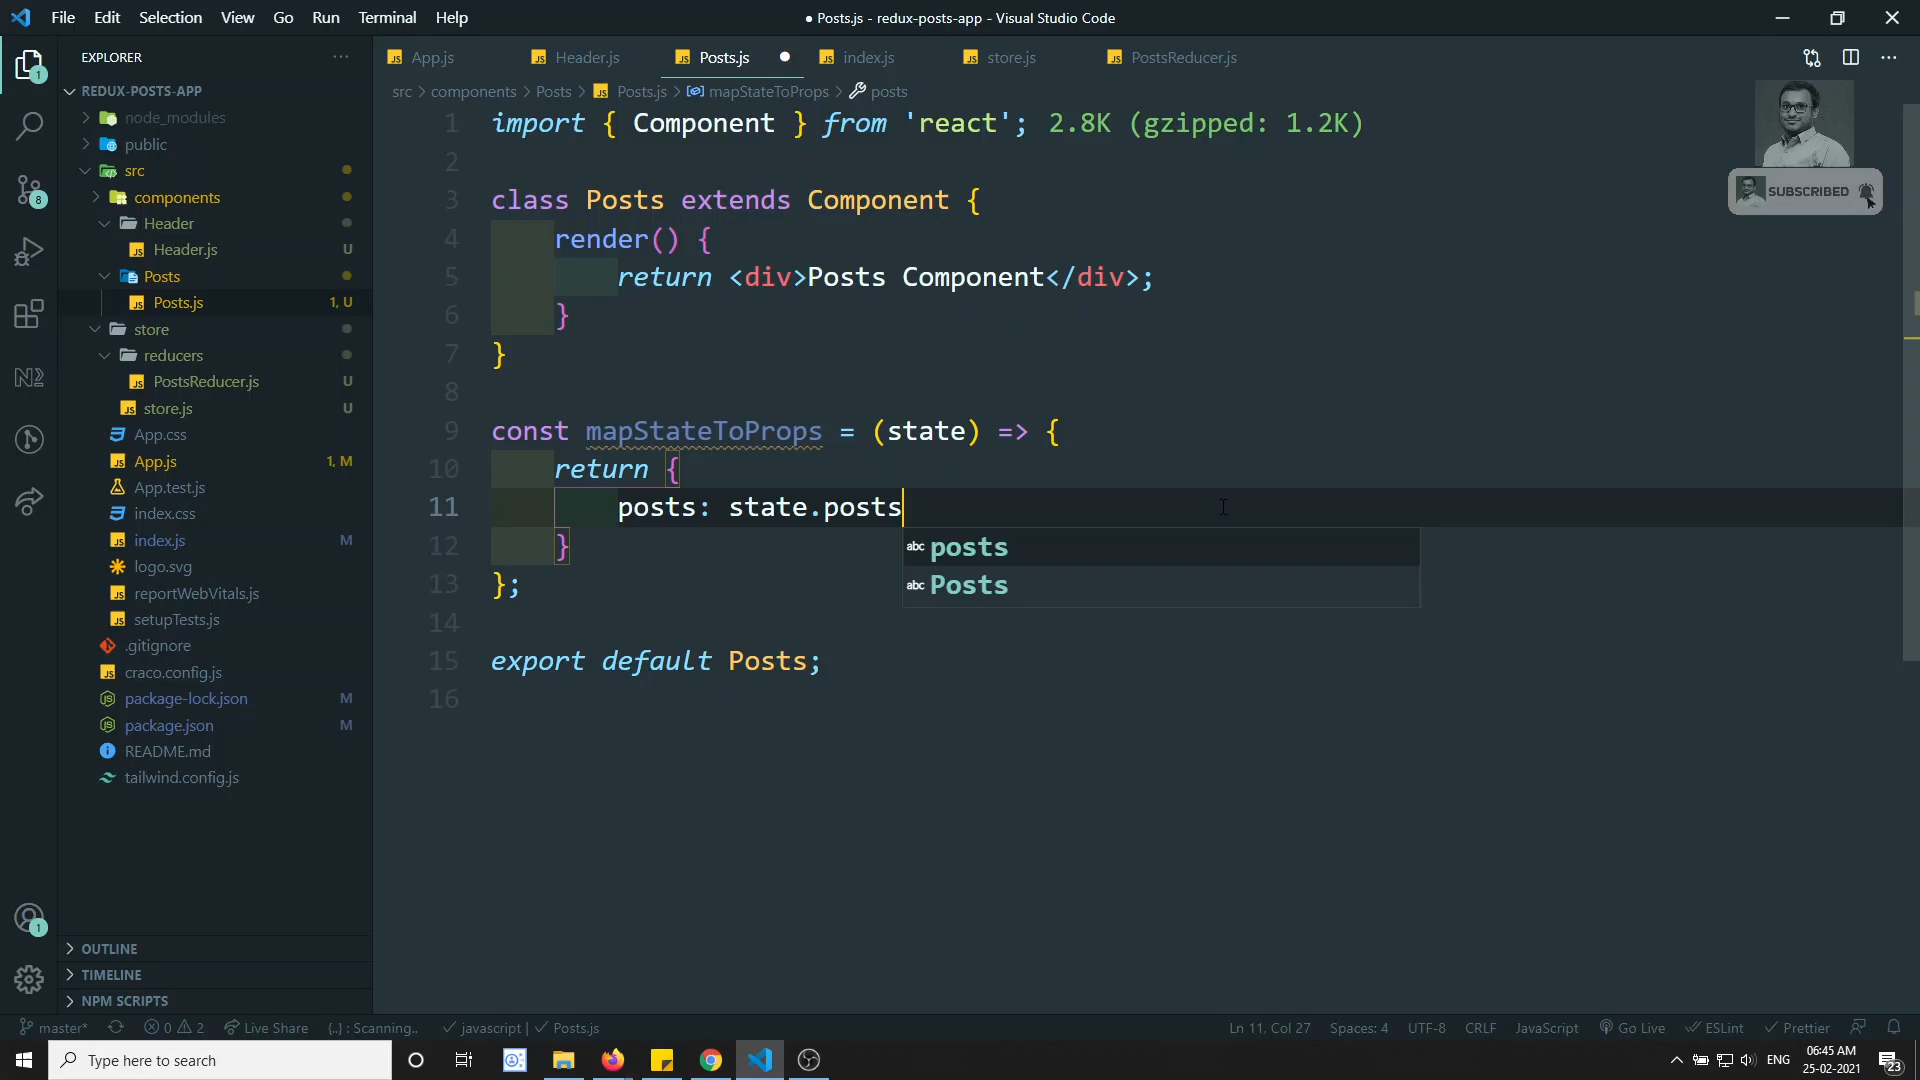 File Edit Selection View Go Run Terminal Help
● Posts.js - redux-posts-app - Visual Studio Code
EXPLORER
REDUX-POSTS-APP
node_modules
public
src
components
Header
Header.js U
Posts
Posts.js 1, U
store
reducers
PostsReducer.js U
store.js U
App.css
App.js 1, M
App.test.js
index.css
index.js M
logo.svg
reportWebVitals.js
setupTests.js
.gitignore
craco.config.js
package-lock.json M
package.json M
README.md
tailwind.config.js
OUTLINE
TIMELINE
NPM SCRIPTS
1
8
1
App.js Header.js Posts.js index.js store.js PostsReducer.js
src > components > Posts > Posts.js > mapStateToProps > posts
SUBSCRIBED
1 import { Component } from 'react'; 2.8K (gzipped: 1.2K)
2
3 class Posts extends Component {
4 render() {
5 return <div>Posts Component</div>;
6 }
7 }
8
9 const mapStateToProps = (state) => {
10 return {
11 posts: state.posts
abc posts
abc Posts
12 }
13 };
14
15 export default Posts;
16
master* 0 2 Live Share {..} : Scanning.. javascript | Posts.js Ln 11, Col 27 Spaces: 4 UTF-8 CRLF JavaScript Go Live ESLint Prettier
Type here to search
ENG
06:45 AM
25-02-2021
23